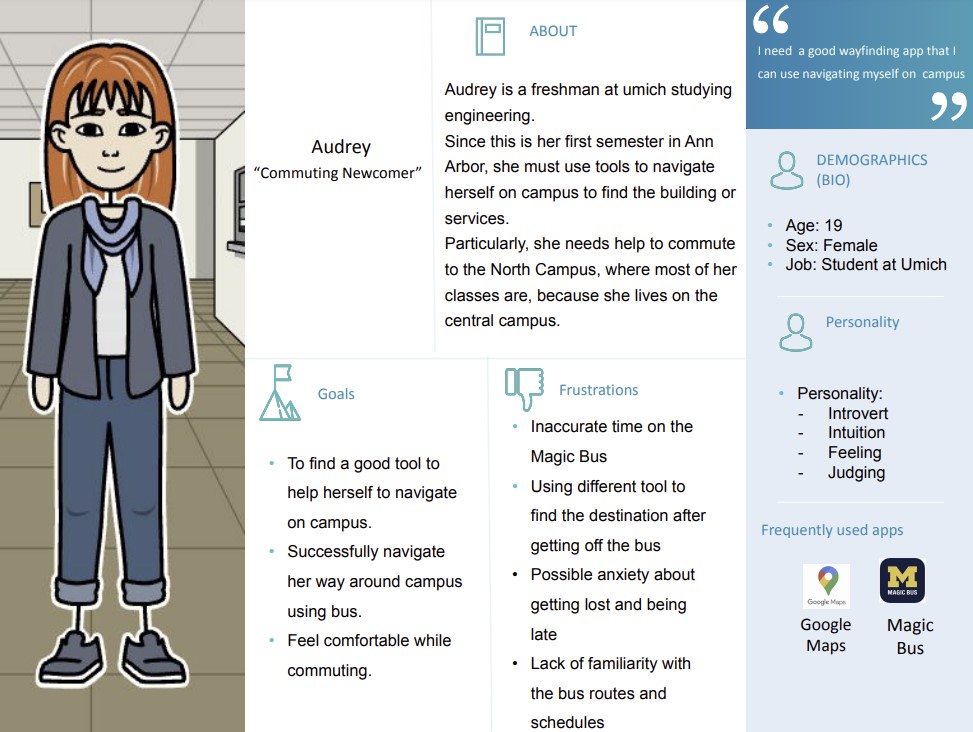 Audrey
“Commuting Newcomer”
ABOUT
Audrey is a freshman at umich studying
engineering.
Since this is her first semester in Ann
Arbor, she must use tools to navigate
herself on campus to find the building or
services.
Particularly, she needs help to commute
to the North Campus, where most of her
classes are, because she lives on the
central campus.
Goals
• To find a good tool to
help herself to navigate
on campus.
• Successfully navigate
her way around campus
using bus.
• Feel comfortable while
commuting.
Frustrations
• Inaccurate time on the
Magic Bus
• Using different tool to
find the destination after
getting off the bus
• Possible anxiety about
getting lost and being
late
• Lack of familiarity with
the bus routes and
schedules
“
I need a good wayfinding app that I
can use navigating myself on campus
”
DEMOGRAPHICS
(BIO)
• Age: 19
• Sex: Female
• Job: Student at Umich
Personality
• Personality:
- Introvert
- Intuition
- Feeling
- Judging
Frequently used apps
Google Maps
Google
Maps
M
MAGIC BUS
Magic
Bus